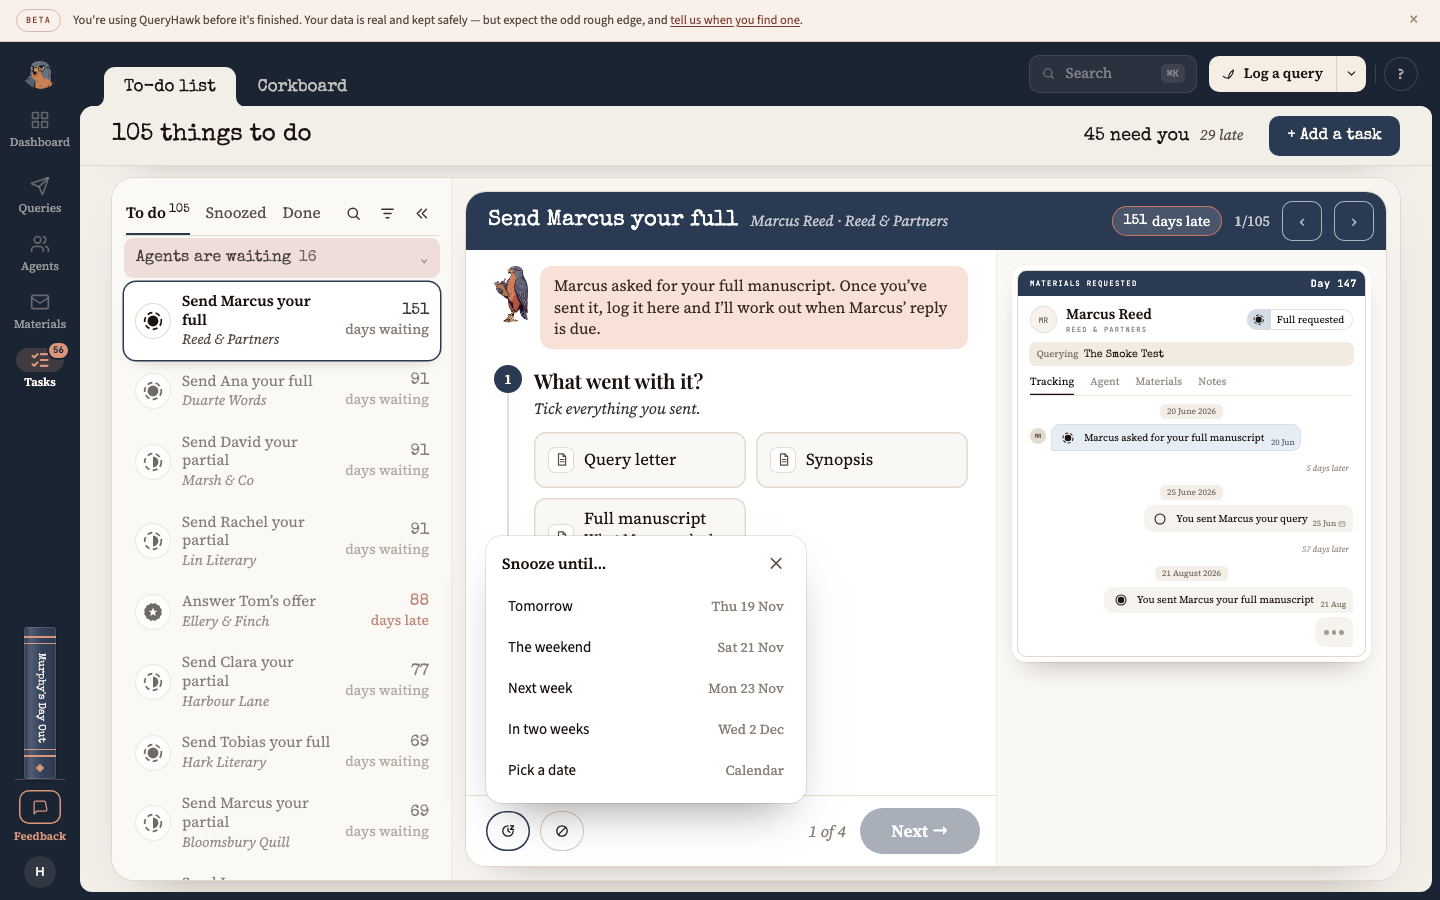 BETA
You're using QueryHawk before it's finished. Your data is real and kept safely — but expect the odd rough edge, and tell us when you find one.
To-do list
Corkboard
Search
⌘K
Log a query
?
Dashboard
Queries
Agents
Materials
56
Tasks
Murphy's Day Out
Feedback
H
105 things to do
45 need you
29 late
+ Add a task
To do 105
Snoozed
Done
Agents are waiting 16
Send Marcus your full
Reed & Partners
151
days waiting
Send Ana your full
Duarte Words
91
days waiting
Send David your partial
Marsh & Co
91
days waiting
Send Rachel your partial
Lin Literary
91
days waiting
Answer Tom's offer
Ellery & Finch
88
days late
Send Clara your partial
Harbour Lane
77
days waiting
Send Tobias your full
Hark Literary
69
days waiting
Send Marcus your partial
Bloomsbury Quill
69
days waiting
Send Marcus your full
Marcus Reed · Reed & Partners
151 days late
1/105
Marcus asked for your full manuscript. Once you've
sent it, log it here and I'll work out when Marcus' reply
is due.
1
What went with it?
Tick everything you sent.
Query letter
Synopsis
Full manuscript
Snooze until...
Tomorrow
Thu 19 Nov
The weekend
Sat 21 Nov
Next week
Mon 23 Nov
In two weeks
Wed 2 Dec
Pick a date
Calendar
1 of 4
Next →
MATERIALS REQUESTED
Day 147
MR
Marcus Reed
REED & PARTNERS
Full requested
Querying The Smoke Test
Tracking
Agent
Materials
Notes
20 June 2026
MR
Marcus asked for your full manuscript
20 Jun
5 days later
25 June 2026
You sent Marcus your query
25 Jun
57 days later
21 August 2026
You sent Marcus your full manuscript
21 Aug